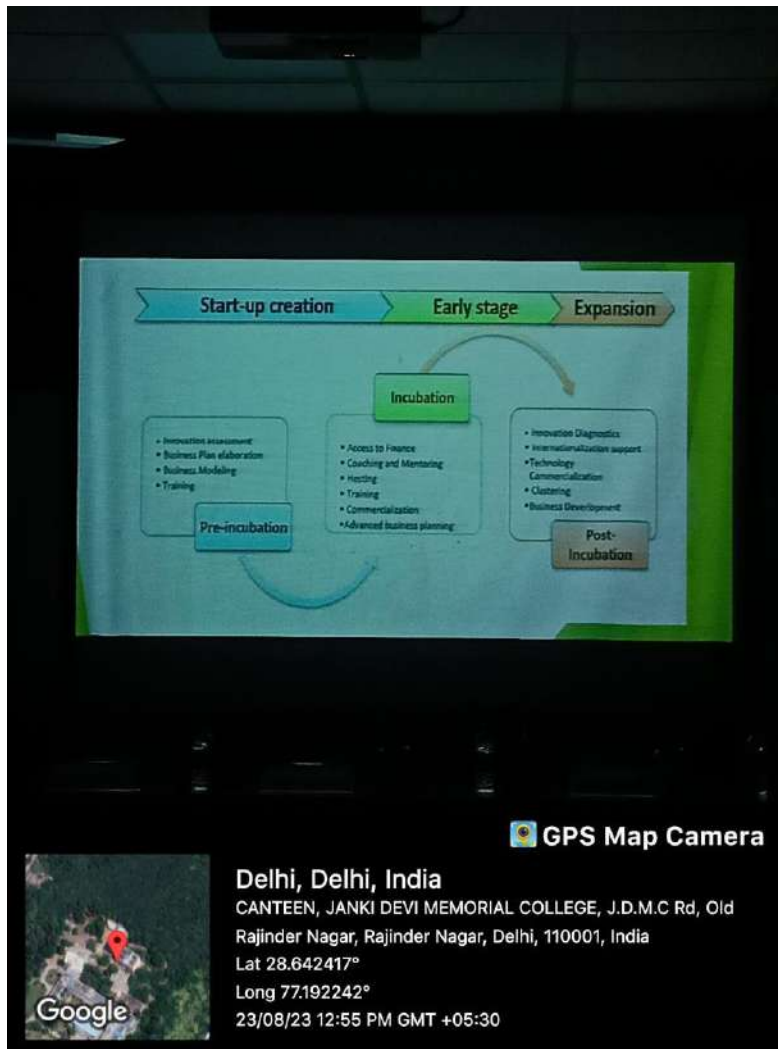 Start-up creation
Early stage
Expansion
Incubation
• Innovation assessment
• Business Plan elaboration
• Business Modeling
• Training
Pre-incubation
• Access to Finance
• Coaching and Mentoring
• Hosting
• Training
• Commercialization
•Advanced business planning
• Innovation Diagnostics
• Internationalization support
•Technology
Commercialization
• Clustering
•Business Development
Post-
Incubation
GPS Map Camera
Delhi, Delhi, India
CANTEEN, JANKI DEVI MEMORIAL COLLEGE, J.D.M.C Rd, Old
Rajinder Nagar, Rajinder Nagar, Delhi, 110001, India
Lat 28.642417°
Long 77.192242°
23/08/23 12:55 PM GMT +05:30
Google